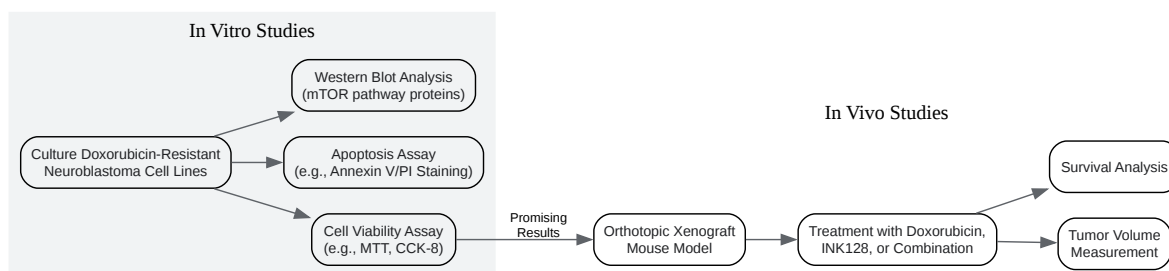 In Vitro Studies
Western Blot Analysis
(mTOR pathway proteins)
Culture Doxorubicin-Resistant
Neuroblastoma Cell Lines
Apoptosis Assay
(e.g., Annexin V/PI Staining)
Cell Viability Assay
(e.g., MTT, CCK-8)
Promising
Results
In Vivo Studies
Orthotopic Xenograft
Mouse Model
Treatment with Doxorubicin,
INK128, or Combination
Survival Analysis
Tumor Volume
Measurement